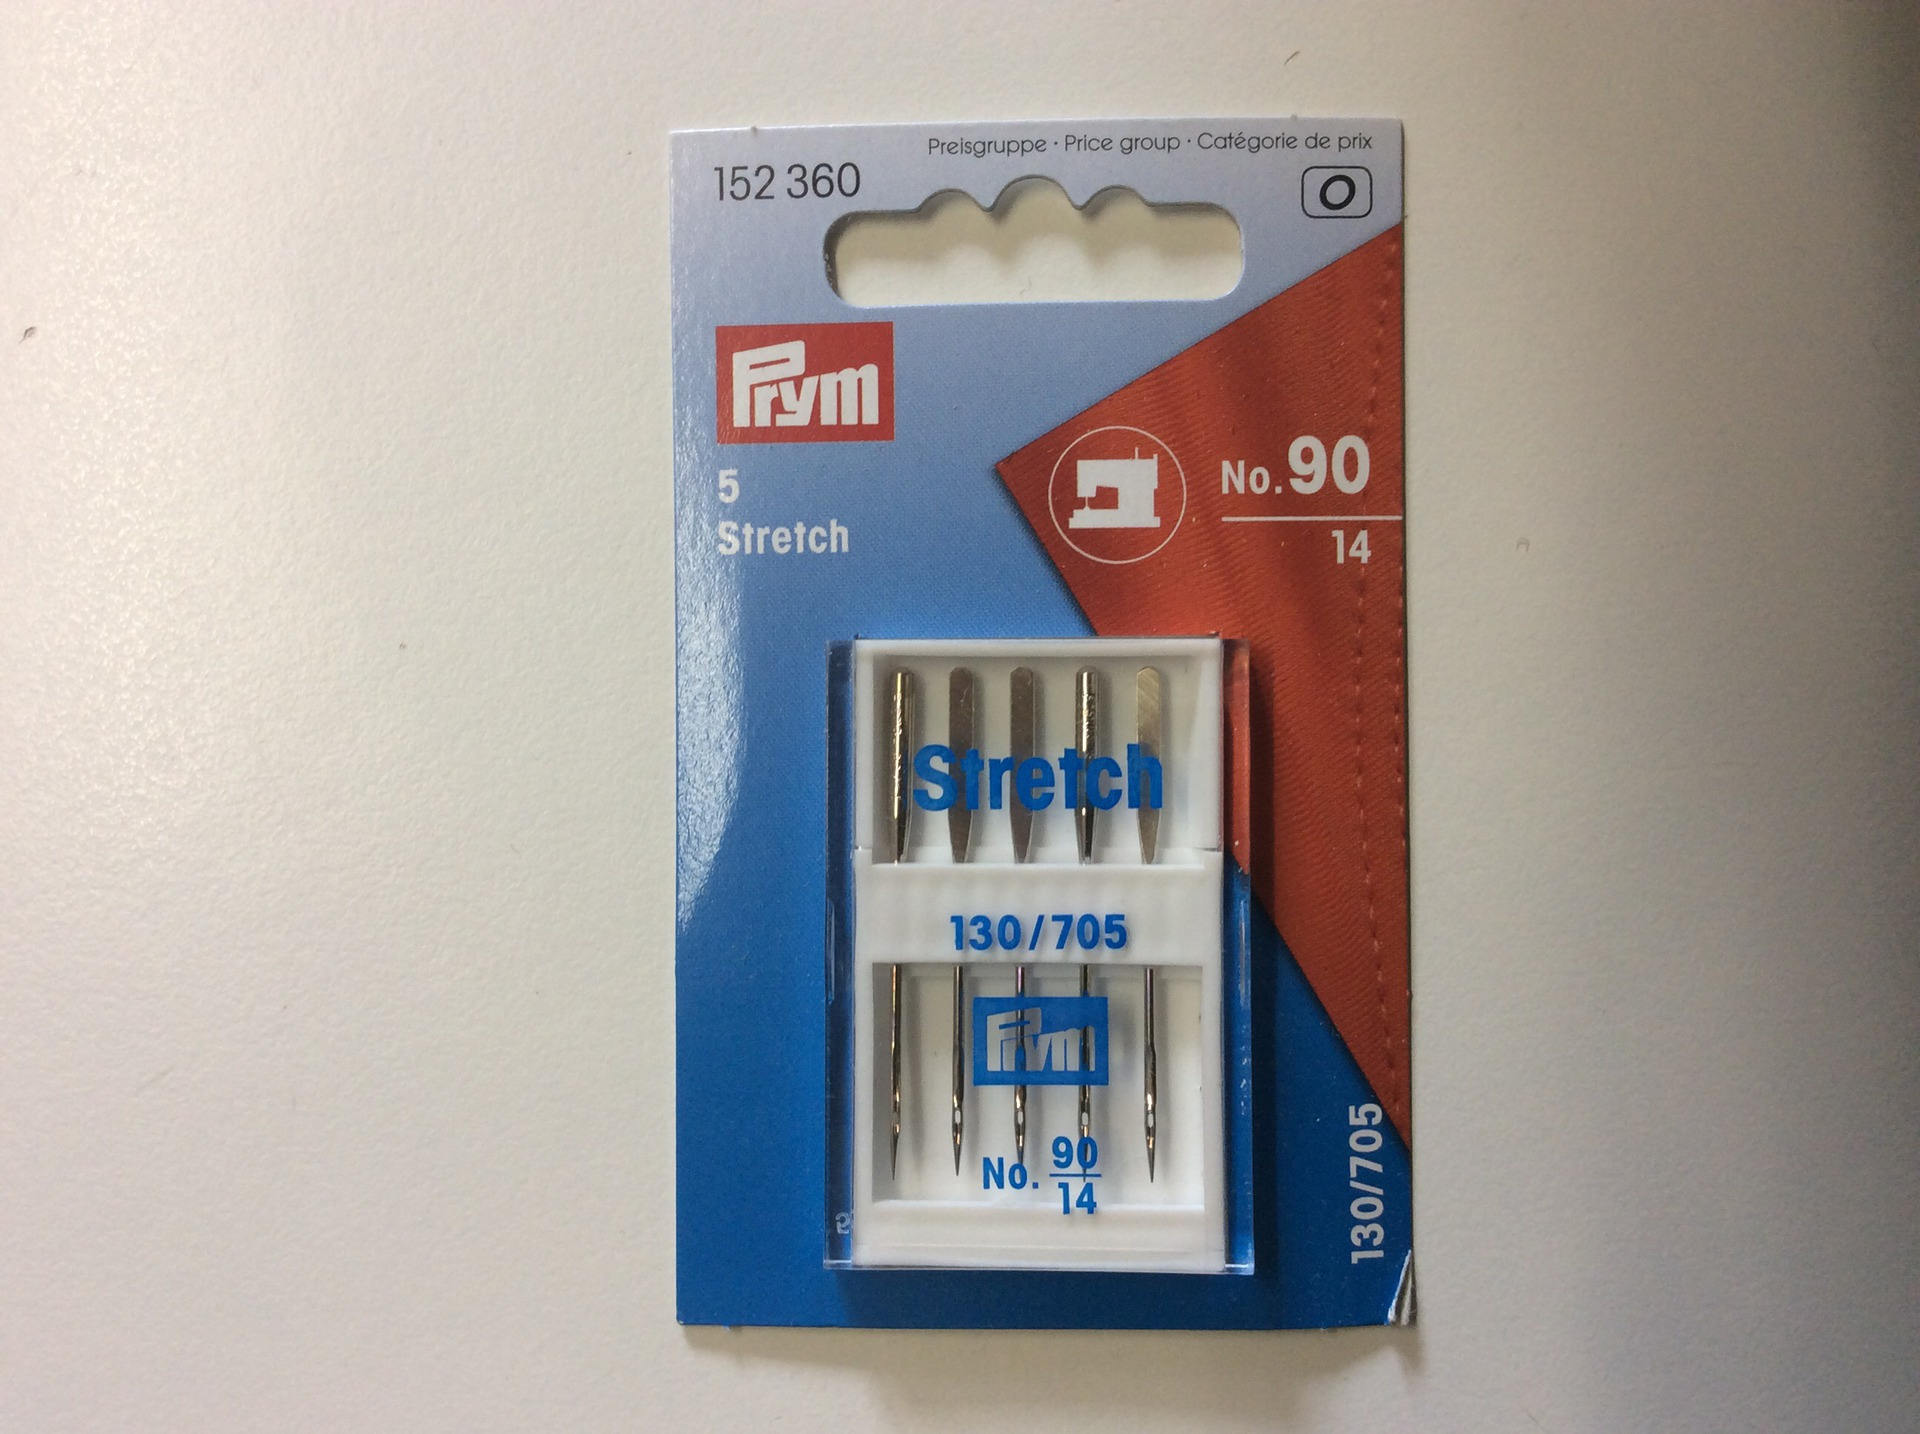 Preisgruppe · Price group · Catégorie de prix
152 360
O
Prym
5
Stretch
No. 90
14
Stretch
130/705
Prym
No. 90
14
130/705